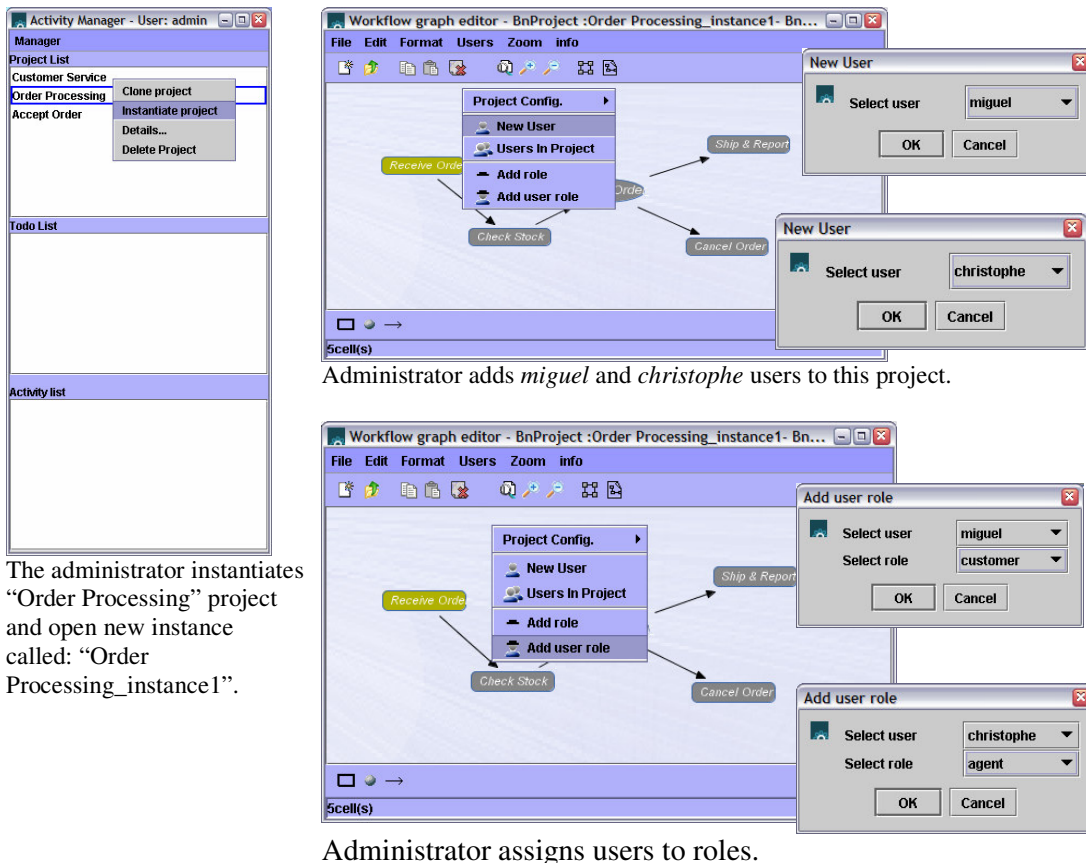 Activity Manager - User: admin
Manager
Project List
Customer Service
Order Processing
Accept Order
Clone project
Instantiate project
Details...
Delete Project
Todo List
Activity list
The administrator instantiates
“Order Processing” project
and open new instance
called: “Order
Processing_instance1”.
Workflow graph editor - BnProject :Order Processing_instance1- Bn...
File Edit Format Users Zoom info
Project Config.
New User
Users In Project
Add role
Add user role
Receive Orde
Check Stock
Orde
Ship & Report
Cancel Order
5cell(s)
New User
Select user miguel
OK Cancel
New User
Select user christophe
OK Cancel
Administrator adds miguel and christophe users to this project.
Workflow graph editor - BnProject :Order Processing_instance1- Bn...
File Edit Format Users Zoom info
Project Config.
New User
Users In Project
Add role
Add user role
Receive Orde
Check Stock
Ship & Report
Cancel Order
5cell(s)
Add user role
Select user miguel
Select role customer
OK Cancel
Add user role
Select user christophe
Select role agent
OK Cancel
Administrator assigns users to roles.